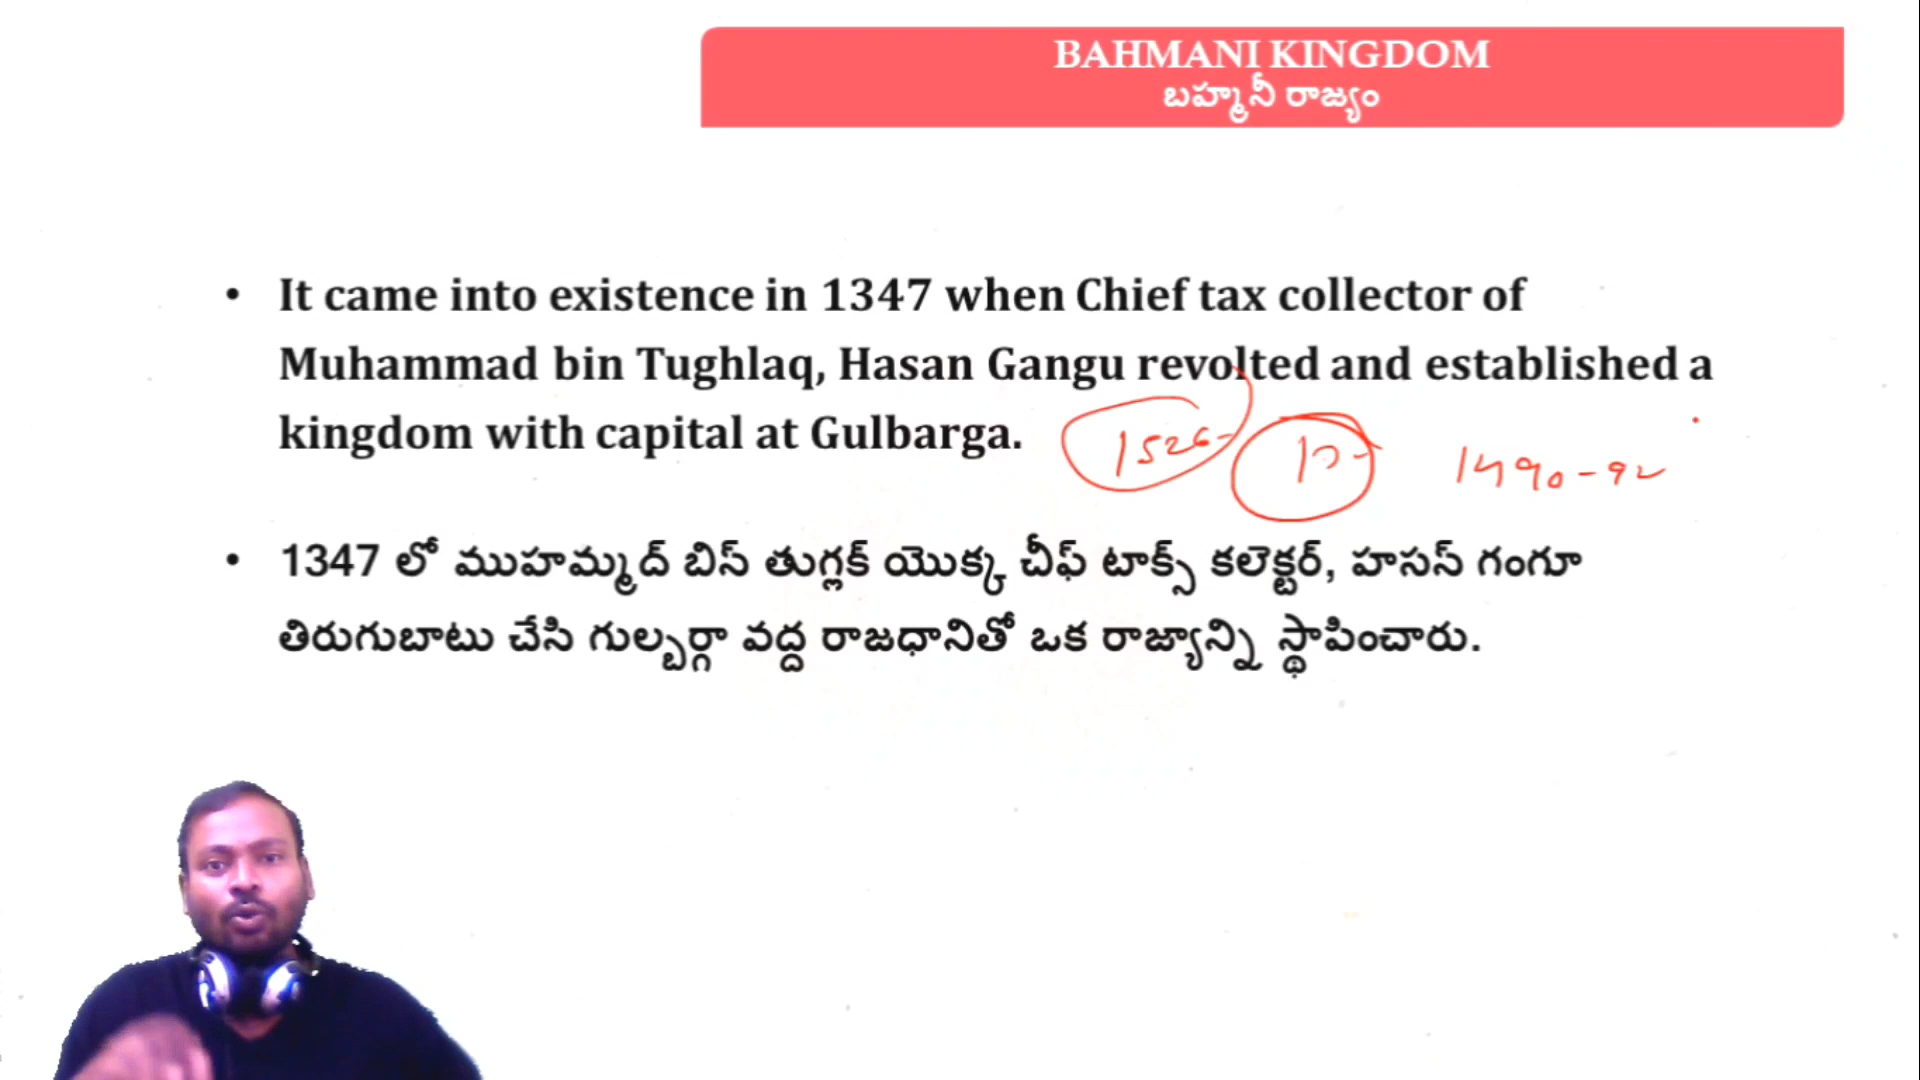 BAHMANI KINGDOM
బహ్మనీ రాజ్యం
• It came into existence in 1347 when Chief tax collector of
Muhammad bin Tughlaq, Hasan Gangu revolted and established a
kingdom with capital at Gulbarga.
1526-
1490-92
• 1347 లో ముహమ్మద్ బిన్ తుగ్లక్ యొక్క చీఫ్ టాక్స్ కలెక్టర్, హసన్ గంగూ
తిరుగుబాటు చేసి గుల్బర్గా వద్ద రాజధానితో ఒక రాజ్యాన్ని స్థాపించారు.